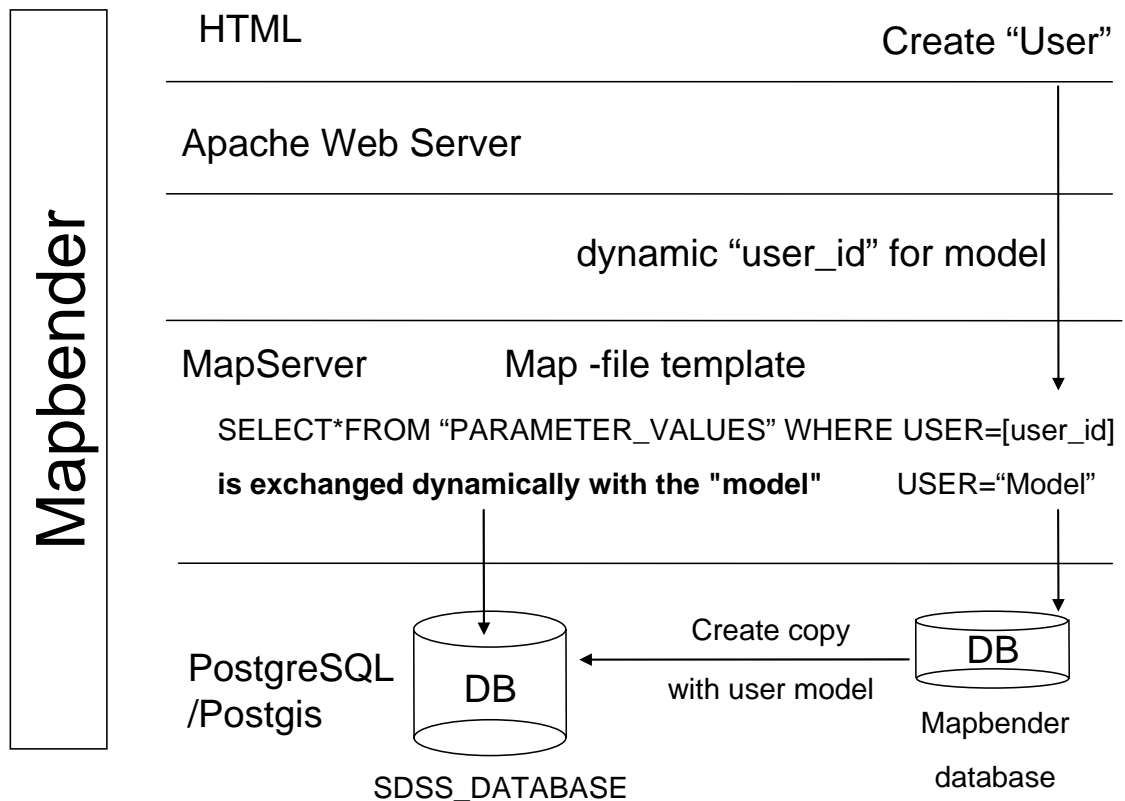 Mapbender
HTML
Create “User”
Apache Web Server
dynamic “user_id” for model
MapServer
Map -file template
SELECT*FROM “PARAMETER_VALUES” WHERE USER=[user_id]
is exchanged dynamically with the "model"
USER=“Model”
PostgreSQL
/Postgis
DB
SDSS_DATABASE
Create copy
with user model
DB
Mapbender
database